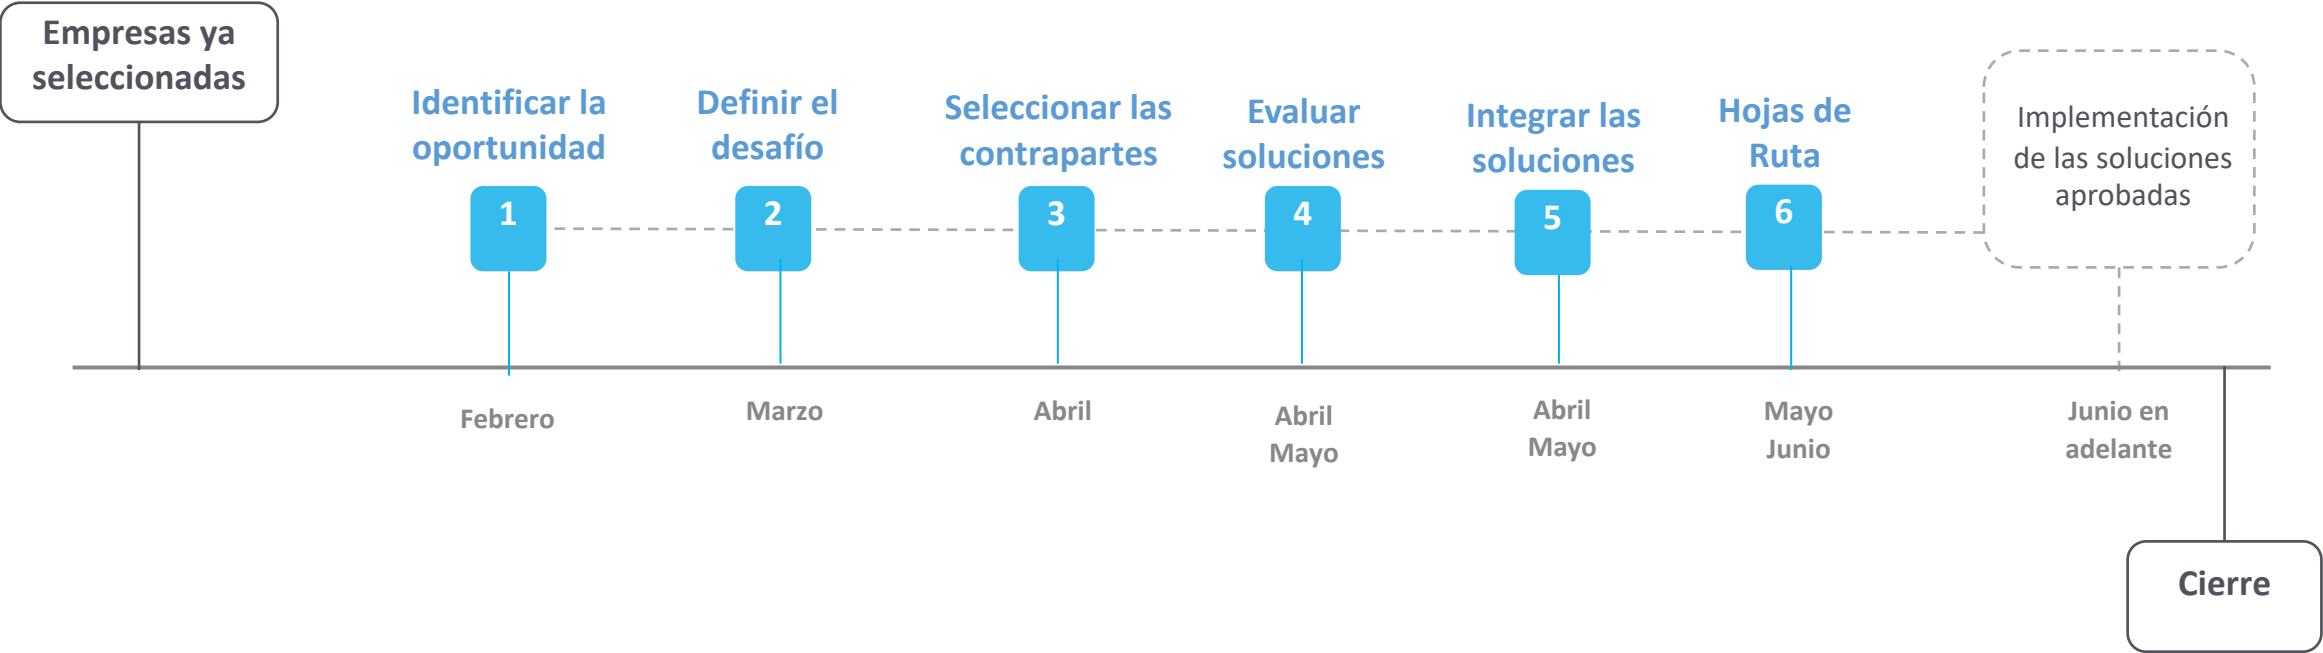 Empresas ya
seleccionadas
Identificar la
oportunidad
1
Febrero
Definir el
desafío
2
Marzo
Seleccionar las
contrapartes
3
Abril
Evaluar
soluciones
4
Abril
Mayo
Integrar las
soluciones
5
Abril
Mayo
Hojas de
Ruta
6
Mayo
Junio
Implementación
de las soluciones
aprobadas
Junio en
adelante
Cierre